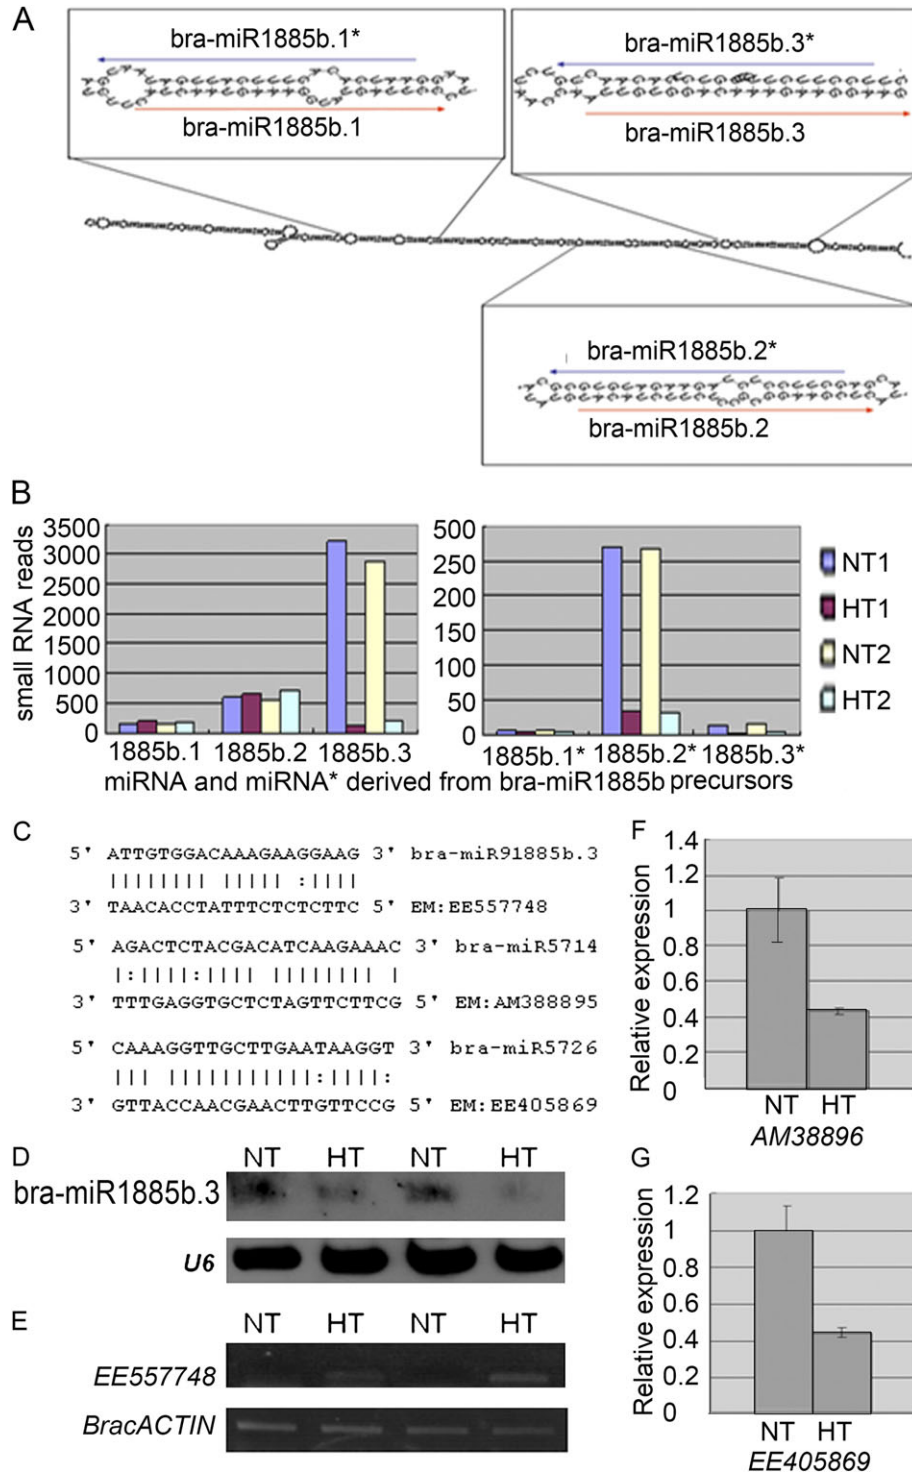 A
bra-miR1885b.1*
bra-miR1885b.1
bra-miR1885b.3*
bra-miR1885b.3
bra-miR1885b.2*
bra-miR1885b.2
B
small RNA reads
3500
3000
2500
2000
1500
1000
500
0
1885b.1 1885b.2 1885b.3
500
250
200
150
100
50
0
1885b.1* 1885b.2* 1885b.3*
NT1
HT1
NT2
HT2
miRNA and miRNA* derived from bra-miR1885b precursors
C
5' ATTGTGGACAAAGAAGGAAG 3' bra-miR91885b.3
3' TAACACCTATTTCTCTCTTC 5' EM:EE557748
5' AGACTCTACGACATCAAGAAAC 3' bra-miR5714
3' TTTGAGGTGCTCTAGTTCTTCG 5' EM:AM388895
5' CAAAGGTTGCTTGAATAAGGT 3' bra-miR5726
3' GTTACCAACGAACTTGTTCCG 5' EM:EE405869
D
NT HT NT HT
bra-miR1885b.3
U6
E
NT HT NT HT
EE557748
BracACTIN
F
Relative expression
1.4
1.2
1
0.8
0.6
0.4
0.2
0
NT HT
AM38896
G
Relative expression
1.2
1
0.8
0.6
0.4
0.2
0
NT HT
EE405869